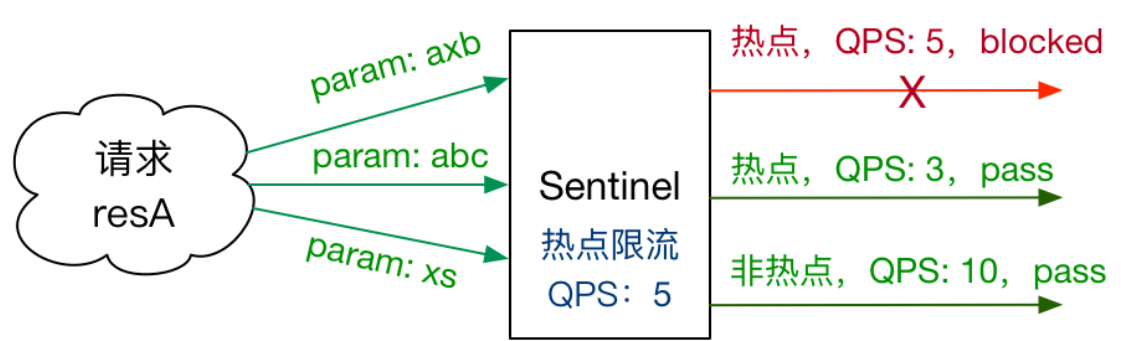 请求
resA
param: axb
param: abc
param: xs
Sentinel
热点限流
QPS：5
热点，QPS: 5，blocked
X
热点，QPS: 3，pass
非热点，QPS: 10，pass